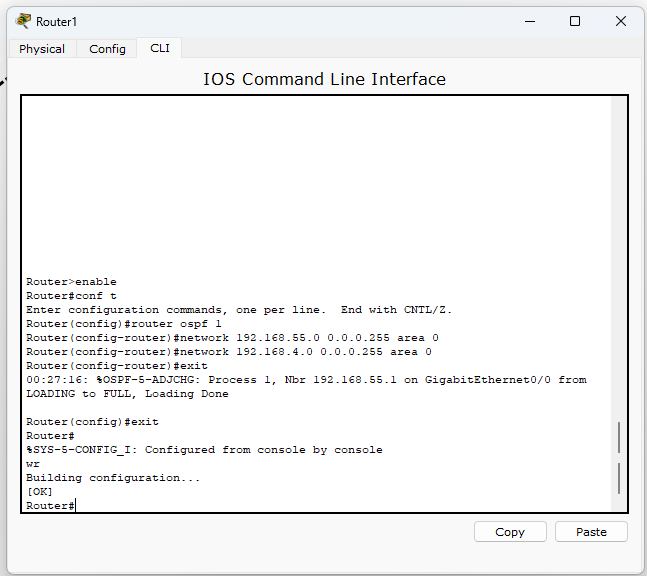 Router1
Physical Config CLI
IOS Command Line Interface
Router>enable
Router#conf t
Enter configuration commands, one per line.  End with CNTL/Z.
Router(config)#router ospf 1
Router(config-router)#network 192.168.55.0 0.0.0.255 area 0
Router(config-router)#network 192.168.4.0 0.0.0.255 area 0
Router(config-router)#exit
00:27:16: %OSPF-5-ADJCHG: Process 1, Nbr 192.168.55.1 on GigabitEthernet0/0 from
LOADING to FULL, Loading Done
Router(config)#exit
Router#
%SYS-5-CONFIG_I: Configured from console by console
wr
Building configuration...
[OK]
Router#
Copy Paste